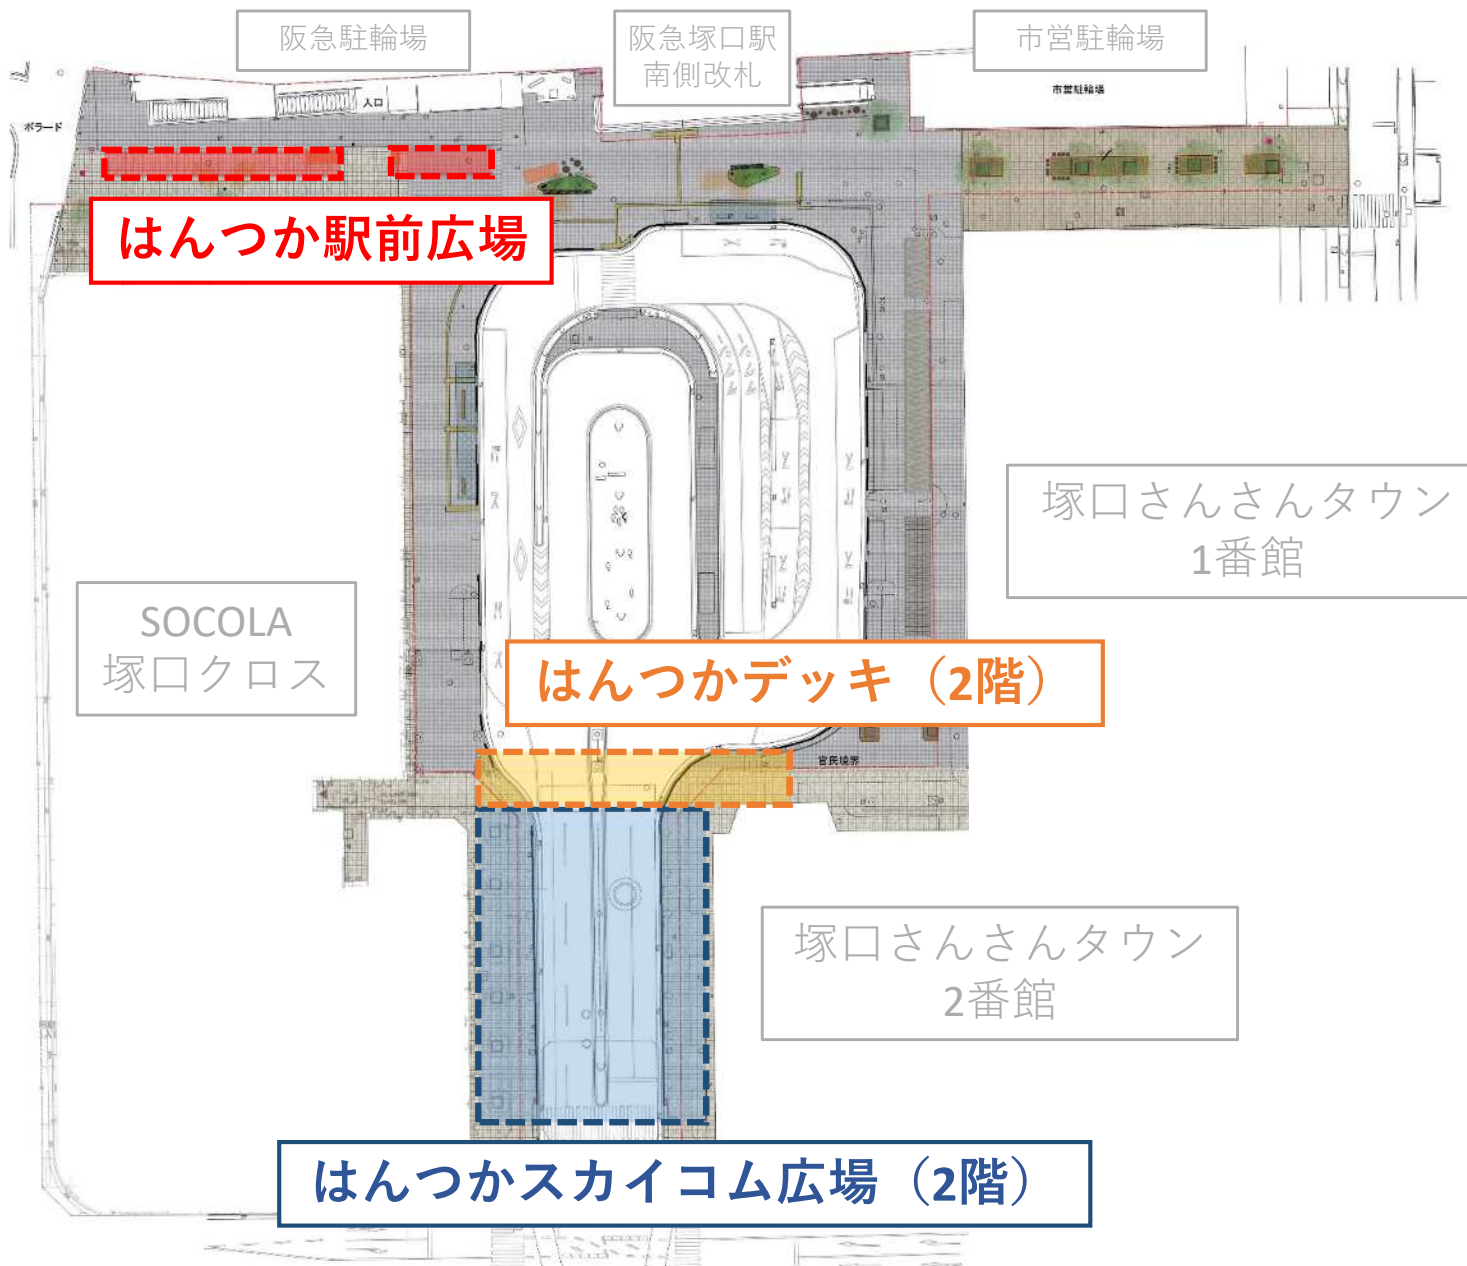 阪急駐輪場
阪急塚口駅
南側改札
市営駐輪場
入口
市営駐輪場
ボラード
はんつか駅前広場
塚口さんさんタウン
1番館
SOCOLA
塚口クロス
はんつかデッキ（2階）
官民境界
塚口さんさんタウン
2番館
はんつかスカイコム広場（2階）